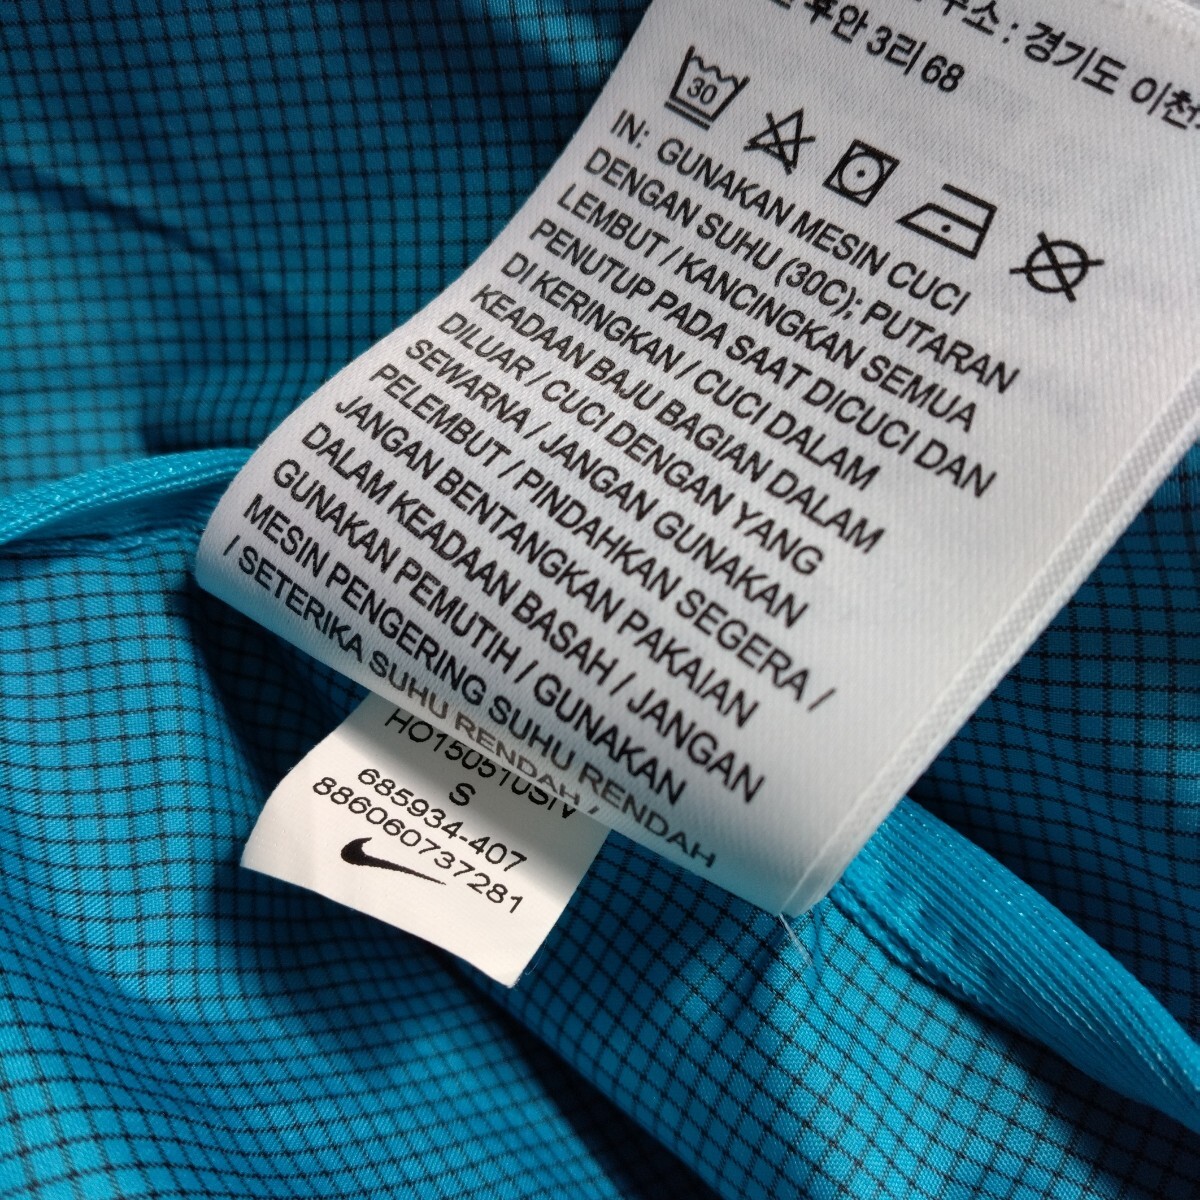 주소 : 경기도 이천
후안 3리 68
30
IN: GUNAKAN MESIN CUCI
DENGAN SUHU (30C); PUTARAN
LEMBUT / KANCINGKAN SEMUA
PENUTUP PADA SAAT DICUCI DAN
DI KERINGKAN / CUCI DALAM
KEADAAN BAJU BAGIAN DALAM
DILUAR / CUCI DENGAN YANG
SEWARNA / JANGAN GUNAKAN
PELEMBUT / PINDAHKAN SEGERA /
JANGAN BENTANGKAN PAKAIAN
DALAM KEADAAN BASAH / JANGAN
GUNAKAN PEMUTIH / GUNAKAN
MESIN PENGERING SUHU RENDAH
/ SETERIKA SUHU RENDAH /
HO150510SIV
S
685934-407
886060737281